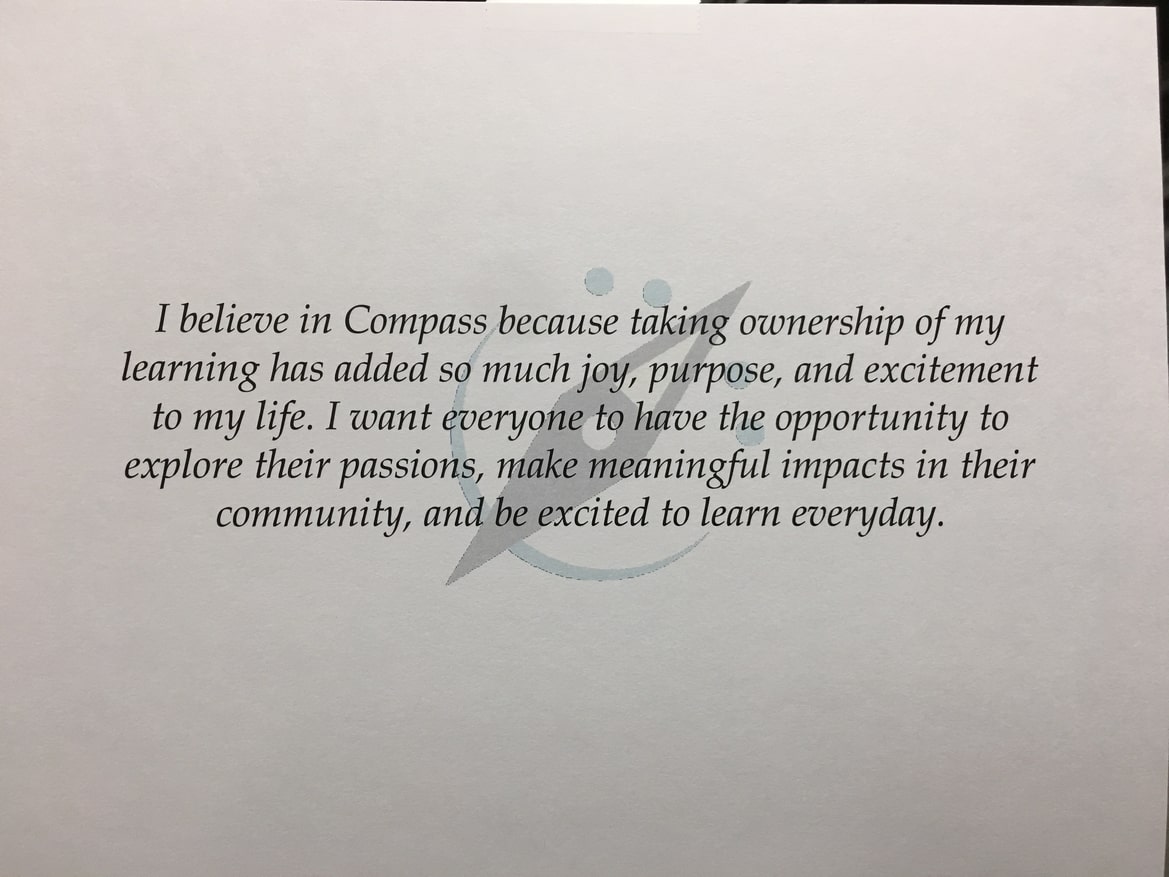 I believe in Compass because taking ownership of my
learning has added so much joy, purpose, and excitement
to my life. I want everyone to have the opportunity to
explore their passions, make meaningful impacts in their
community, and be excited to learn everyday.